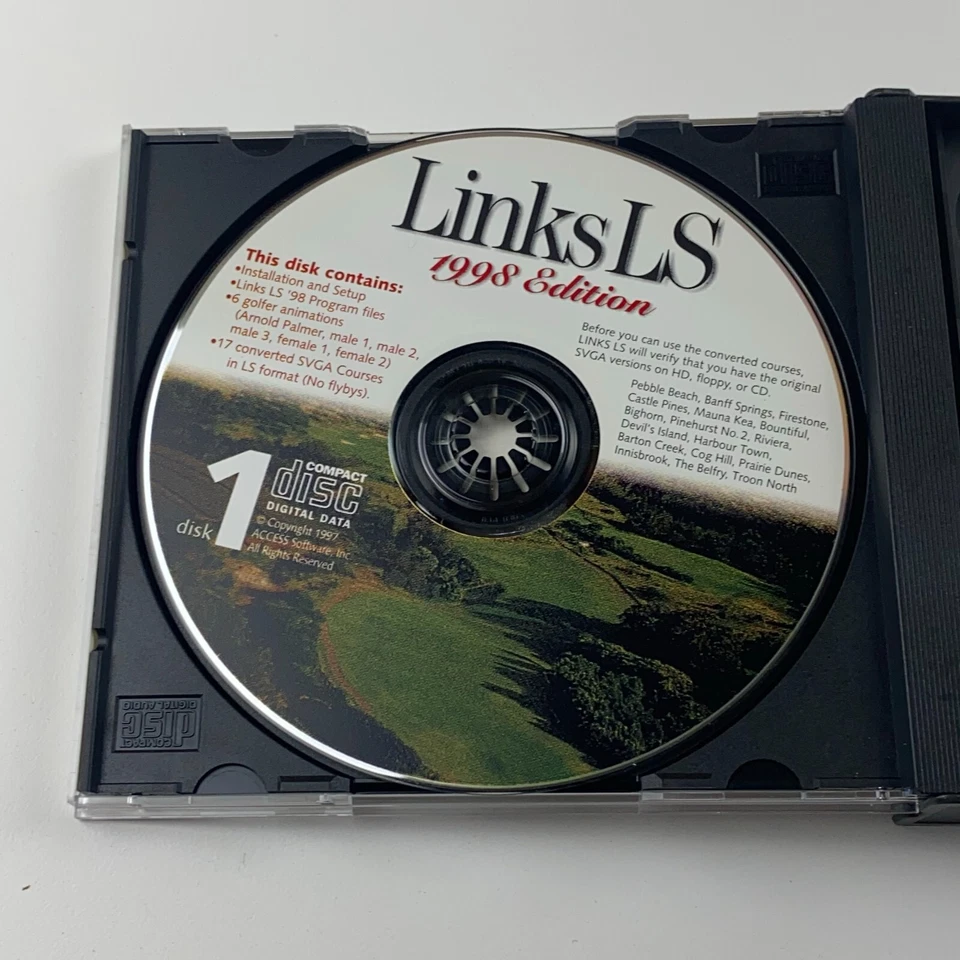 Links LS
1998 Edition
This disk contains:
•Installation and Setup
•Links LS '98 Program files
•6 golfer animations
(Arnold Palmer, male 1, male 2,
male 3, female 1, female 2)
•17 converted SVGA Courses
in LS format (No flybys).
Before you can use the converted courses,
LINKS LS will verify that you have the original
SVGA versions on HD, floppy, or CD.
Pebble Beach, Banff Springs, Firestone,
Castle Pines, Mauna Kea, Bountiful,
Bighorn, Pinehurst No. 2, Riviera,
Devil's Island, Harbour Town,
Barton Creek, Cog Hill, Prairie Dunes,
Innisbrook, The Belfry, Troon North
disk 1
COMPACT
disc
DIGITAL DATA
© Copyright 1997
ACCESS Software, Inc.
All Rights Reserved
COMPACT
disc
DIGITAL AUDIO